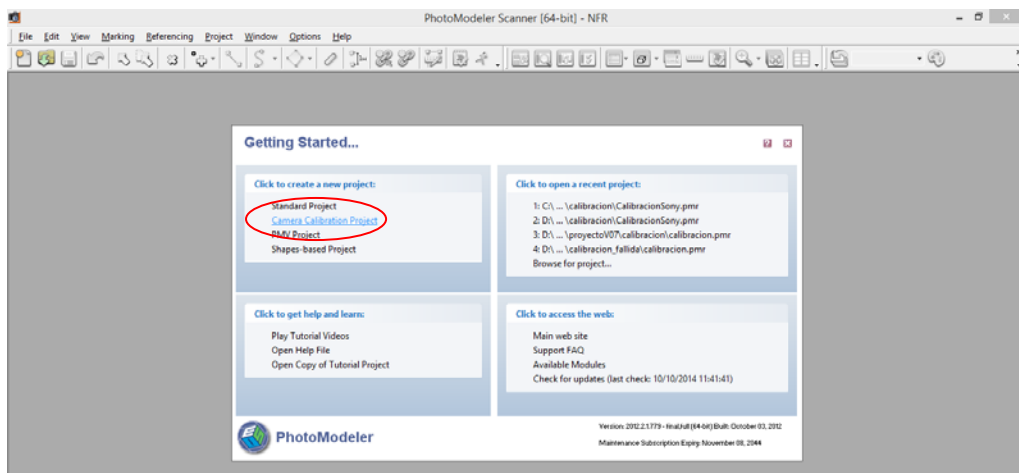 PhotoModeler Scanner [64-bit] - NFR
File Edit View Marking Referencing Project Window Options Help
Getting Started...
Click to create a new project:
Standard Project
Camera Calibration Project
PMV Project
Shapes-based Project
Click to open a recent project:
1: C:\ ... \calibracion\CalibracionSony.pmr
2: D:\ ... \calibracion\CalibracionSony.pmr
3: D:\ ... \proyectoV07\calibracion\calibracion.pmr
4: D:\ ... \calibracion_fallida\calibracion.pmr
Browse for project...
Click to get help and learn:
Play Tutorial Videos
Open Help File
Open Copy of Tutorial Project
Click to access the web:
Main web site
Support FAQ
Available Modules
Check for updates (last check: 10/10/2014 11:41:41)
PhotoModeler
Version: 2012.2.1.779 - final,full (64-bit) Built: October 03, 2012
Maintenance Subscription Expiry: November 08, 2044